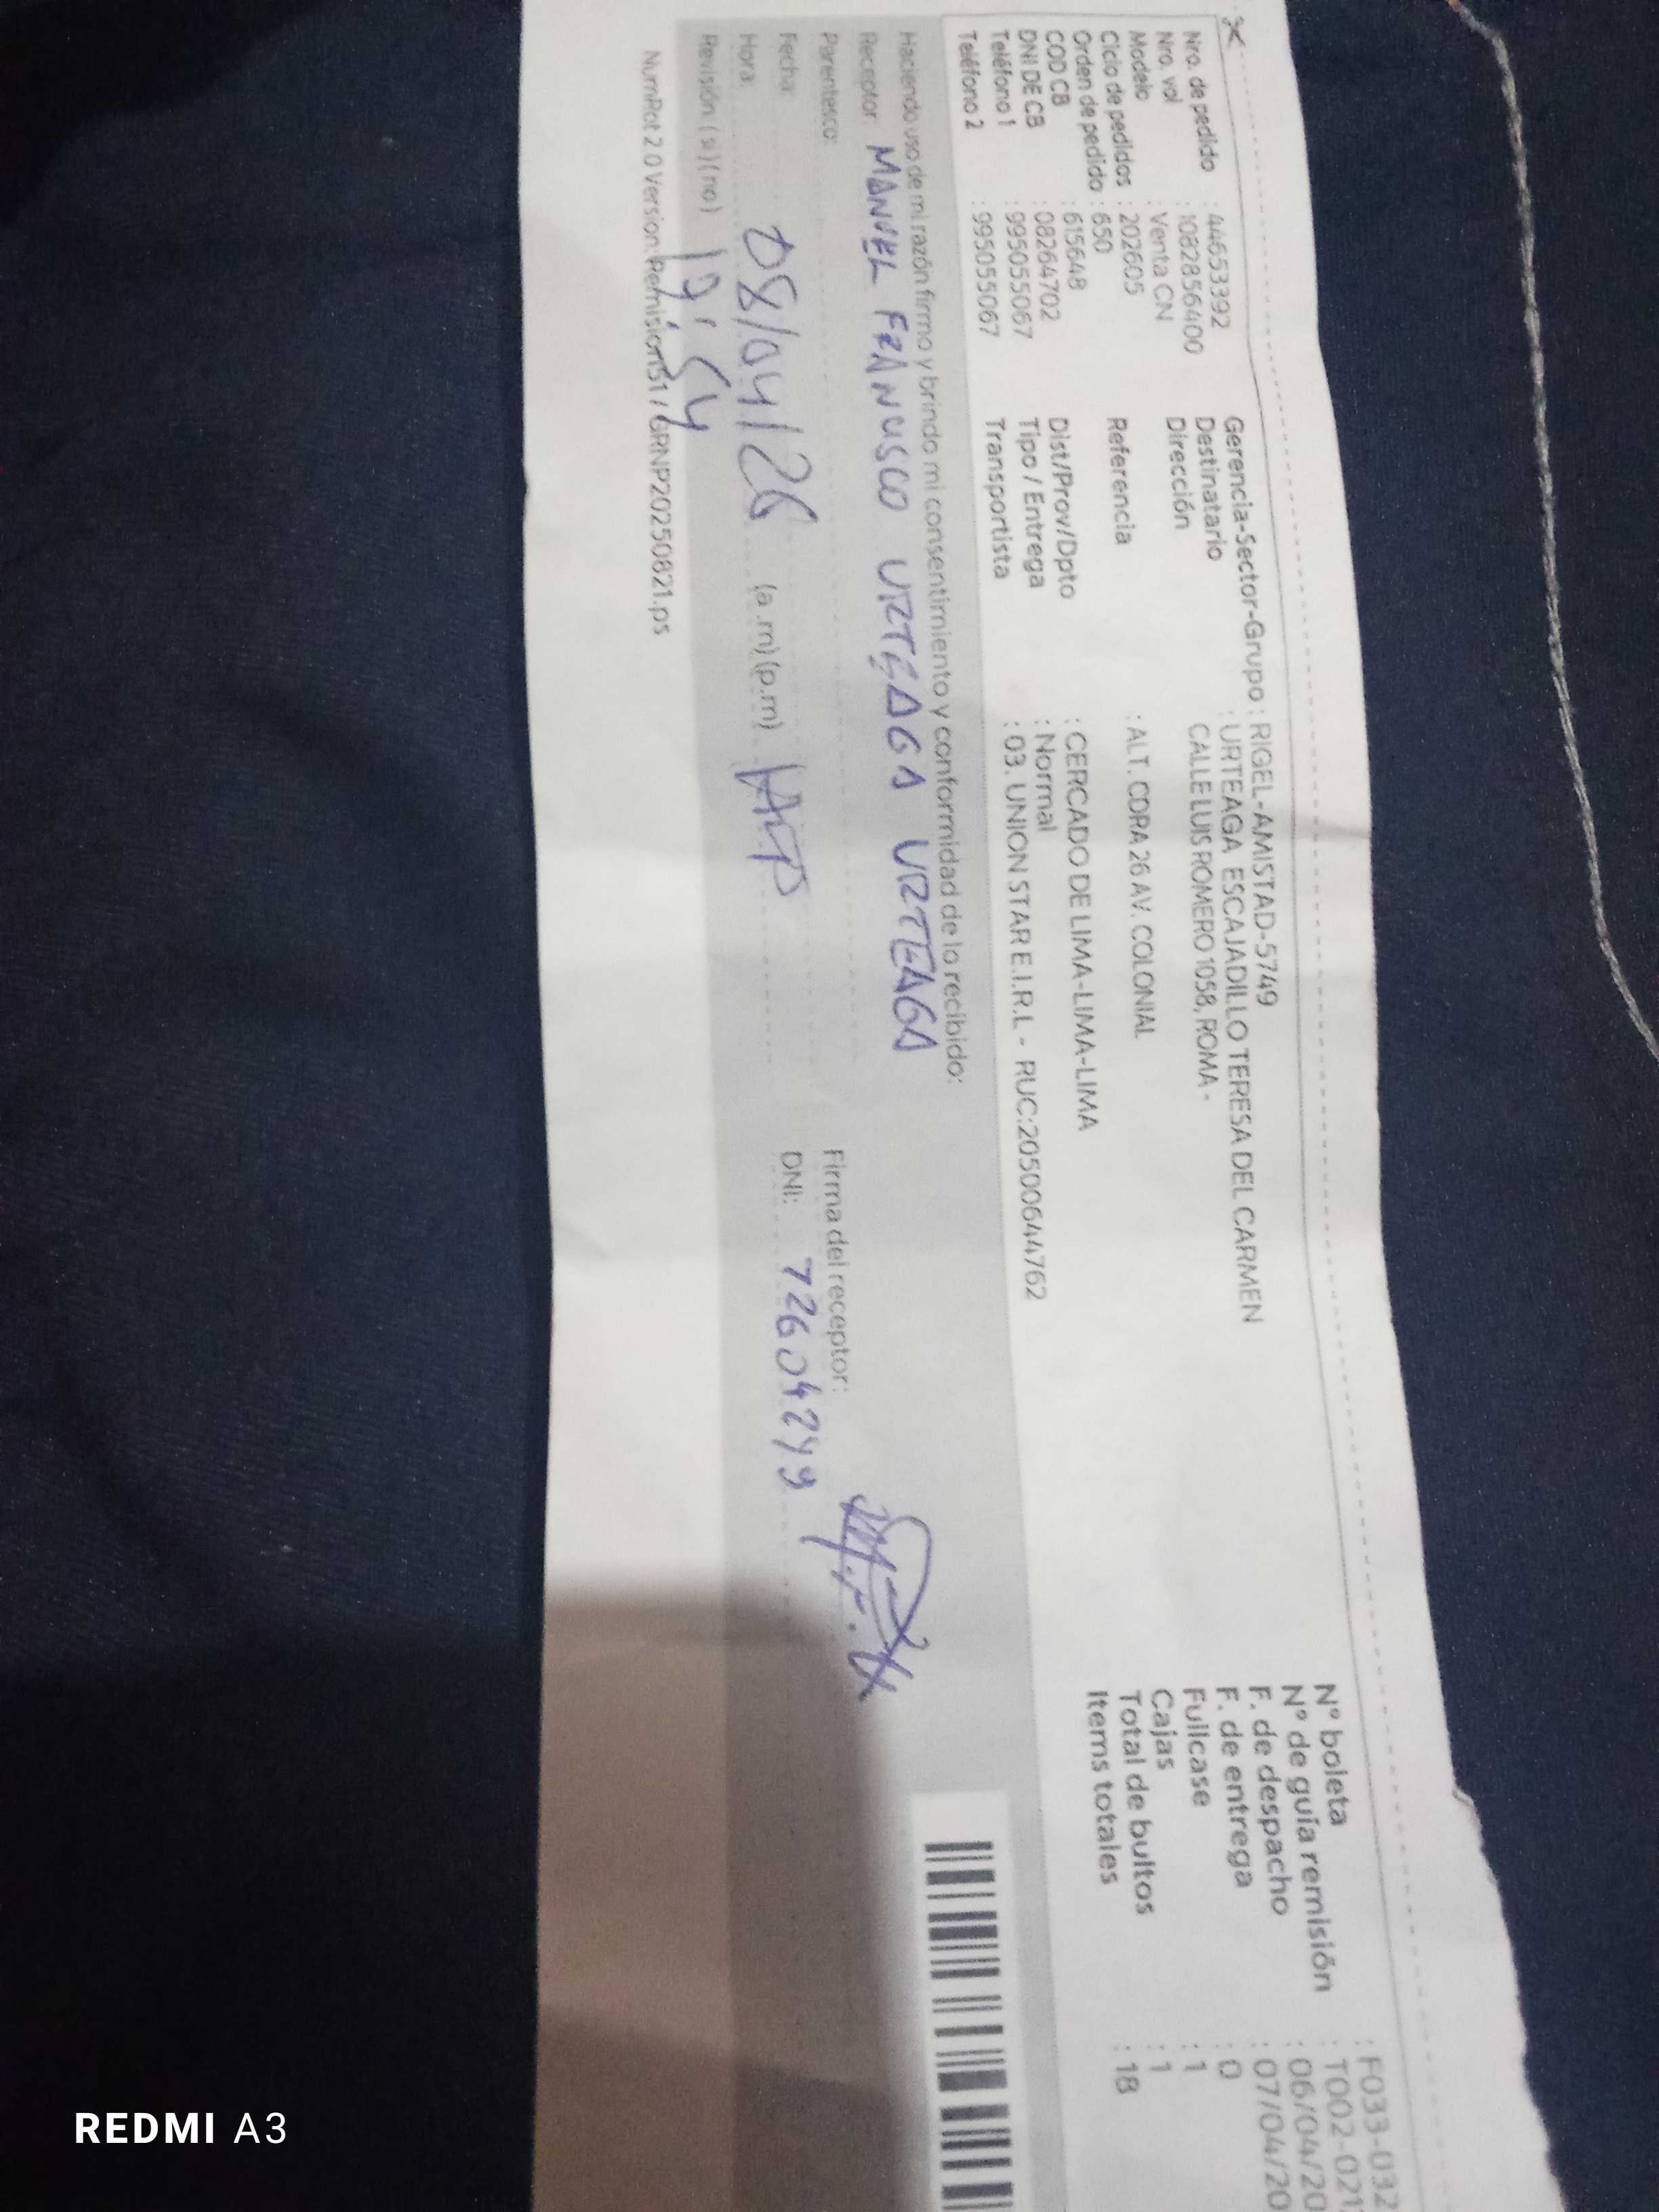 Nro. de pedido : 44653392
Nro. vol : 1082856400
Modelo : Venta CN
Ciclo de pedidos : 202605
Orden de pedido : 650
COD CB : 615648
DNI DE CB : 08264702
Teléfono 1 : 995055067
Teléfono 2 : 995055067
Gerencia-Sector-Grupo : RIGEL-AMISTAD-5749
Destinatario : URTEAGA ESCAJADILLO TERESA DEL CARMEN
Dirección CALLE LUIS ROMERO 1058, ROMA -
Referencia : ALT. CDRA 26 AV. COLONIAL
Dist/Prov/Dpto : CERCADO DE LIMA-LIMA-LIMA
Tipo / Entrega : Normal
Transportista : 03. UNION STAR E.I.R.L - RUC:20500644762
N° boleta : F033-032
N° de guía remisión : T002-021
F. de despacho : 06/04/20
F. de entrega : 07/04/20
Fullcase : 0
Cajas : 1
Total de bultos : 1
Items totales : 18
Haciendo uso de mi razón firmo y brindo mi consentimiento y conformidad de lo recibido:
Receptor: MANUEL FRANUSCO URTEAGA URTEAGA
Parentesco:
Fecha: 08/04/26
Hora: (a.m) (p.m)
Revisión: (si) (no)
Firma del receptor:
DNI: 72604249
NumRot 2.0 Version: Remision51 / GRNP20250821.ps
REDMI A3